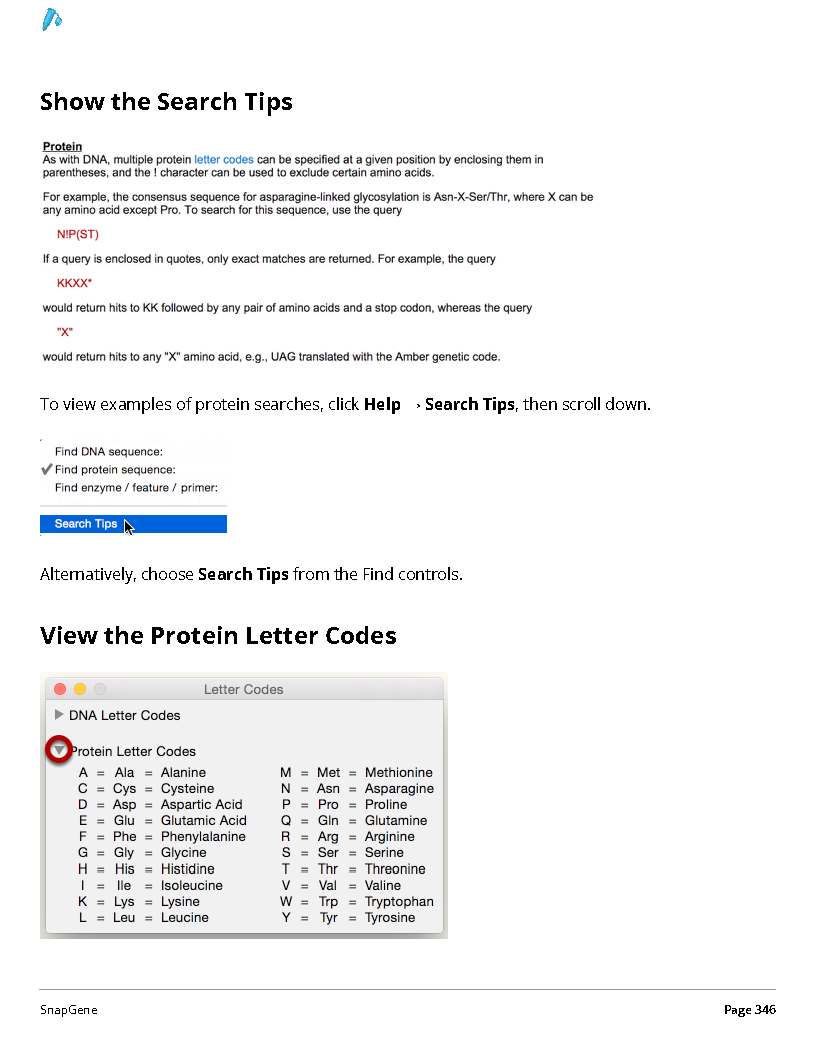 Show the Search Tips
Protein
As with DNA, multiple protein letter codes can be specified at a given position by enclosing them in
parentheses, and the ! character can be used to exclude certain amino acids.
For example, the consensus sequence for asparagine-linked glycosylation is Asn-X-Ser/Thr, where X can be
any amino acid except Pro. To search for this sequence, use the query
N!P(ST)
If a query is enclosed in quotes, only exact matches are returned. For example, the query
KKXX*
would return hits to KK followed by any pair of amino acids and a stop codon, whereas the query
"X"
would return hits to any "X" amino acid, e.g., UAG translated with the Amber genetic code.
To view examples of protein searches, click Help → Search Tips, then scroll down.
Find DNA sequence:
✓ Find protein sequence:
Find enzyme / feature / primer:
Search Tips
Alternatively, choose Search Tips from the Find controls.
View the Protein Letter Codes
Letter Codes
DNA Letter Codes
Protein Letter Codes
A = Ala = Alanine M = Met = Methionine
C = Cys = Cysteine N = Asn = Asparagine
D = Asp = Aspartic Acid P = Pro = Proline
E = Glu = Glutamic Acid Q = Gln = Glutamine
F = Phe = Phenylalanine R = Arg = Arginine
G = Gly = Glycine S = Ser = Serine
H = His = Histidine T = Thr = Threonine
I = Ile = Isoleucine V = Val = Valine
K = Lys = Lysine W = Trp = Tryptophan
L = Leu = Leucine Y = Tyr = Tyrosine
SnapGene Page 346